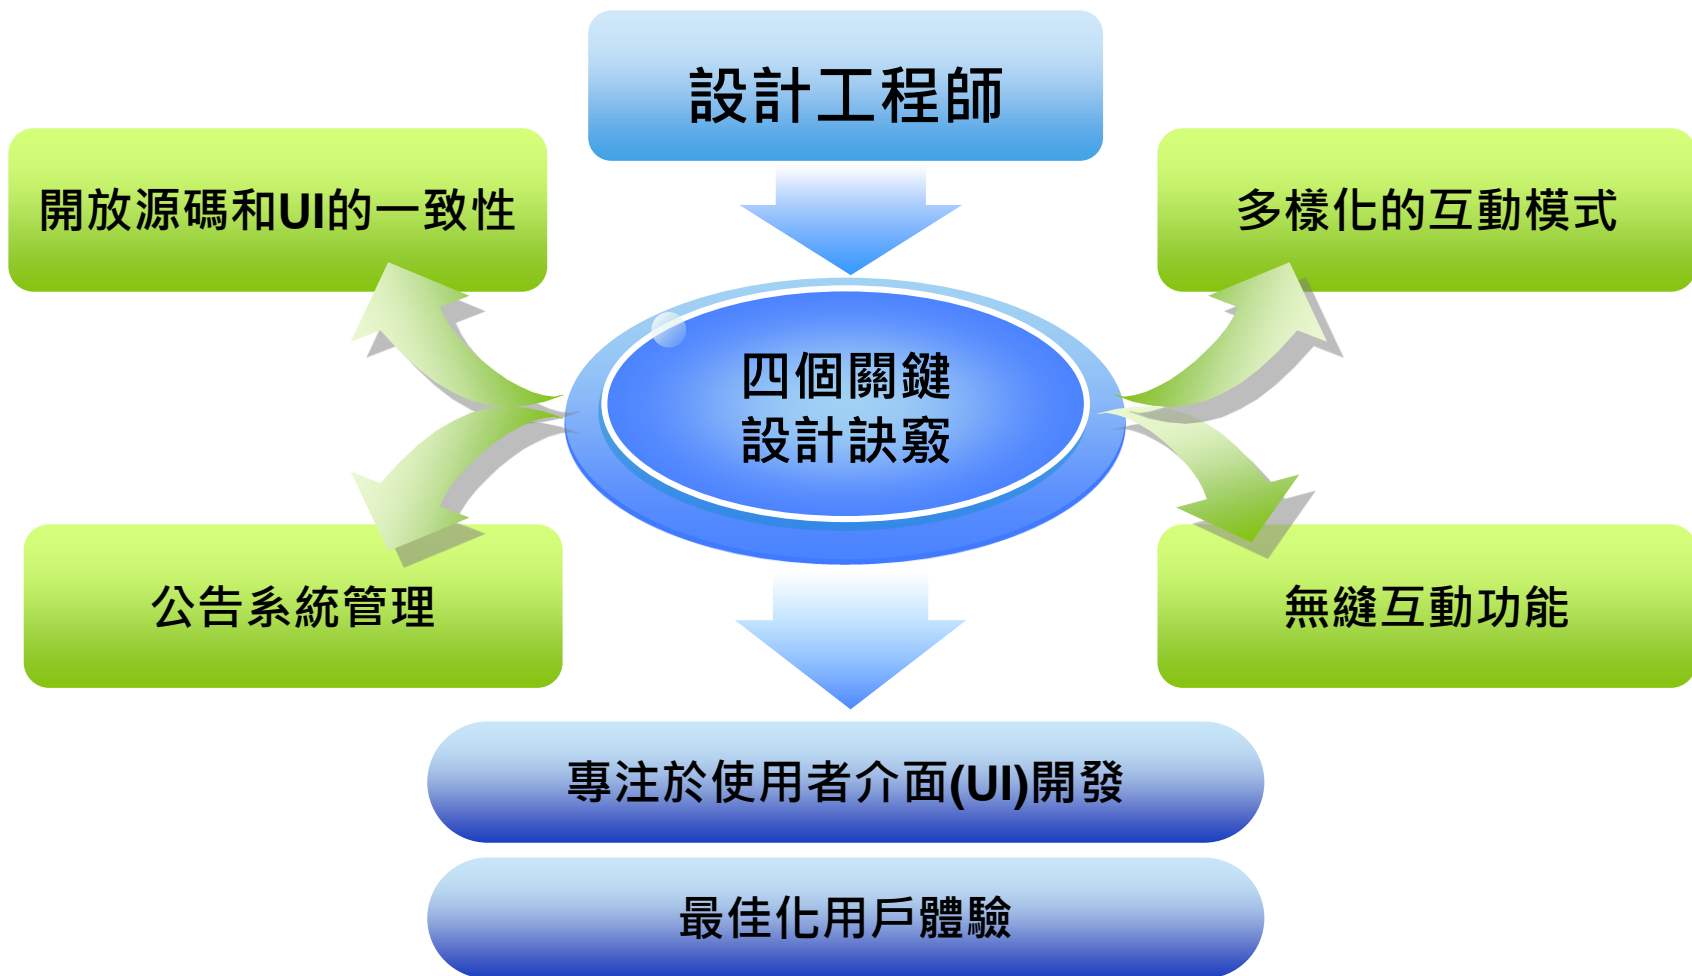 設計工程師
開放源碼和UI的一致性
多樣化的互動模式
四個關鍵
設計訣竅
公告系統管理
無縫互動功能
專注於使用者介面(UI)開發
最佳化用戶體驗